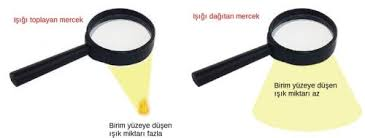 Işığı toplayan mercek
Birim yüzeye düşen
ışık miktarı fazla
Işığı dağıtan mercek
Birim yüzeye düşen
ışık miktarı az